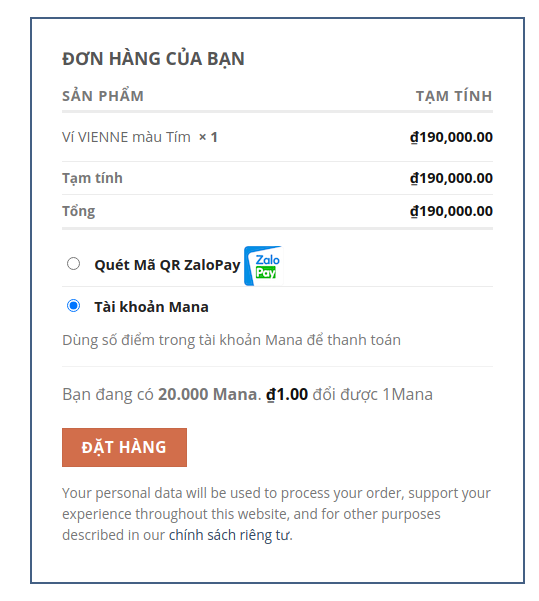 ĐƠN HÀNG CỦA BẠN
SẢN PHẨM TẠM TÍNH
Ví VIENNE màu Tím × 1 ₫190,000.00
Tạm tính ₫190,000.00
Tổng ₫190,000.00
Quét Mã QR ZaloPay Zalo Pay
Tài khoản Mana
Dùng số điểm trong tài khoản Mana để thanh toán
Bạn đang có 20.000 Mana. ₫1.00 đổi được 1Mana
ĐẶT HÀNG
Your personal data will be used to process your order, support your
experience throughout this website, and for other purposes
described in our chính sách riêng tư.